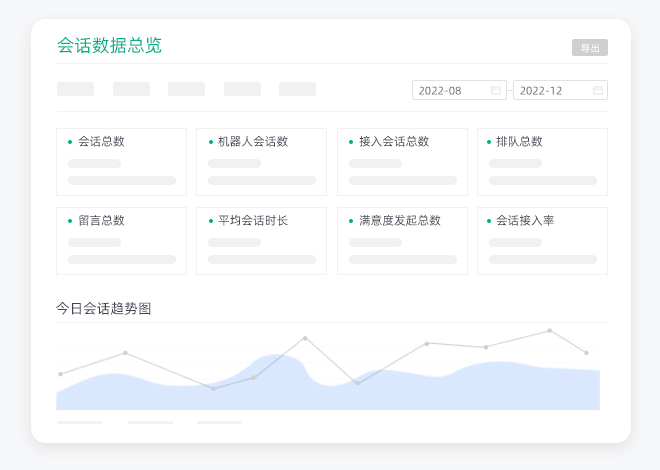 会话数据总览
导出
2022-08
2022-12
会话总数
机器人会话数
接入会话总数
排队总数
留言总数
平均会话时长
满意度发起总数
会话接入率
今日会话趋势图